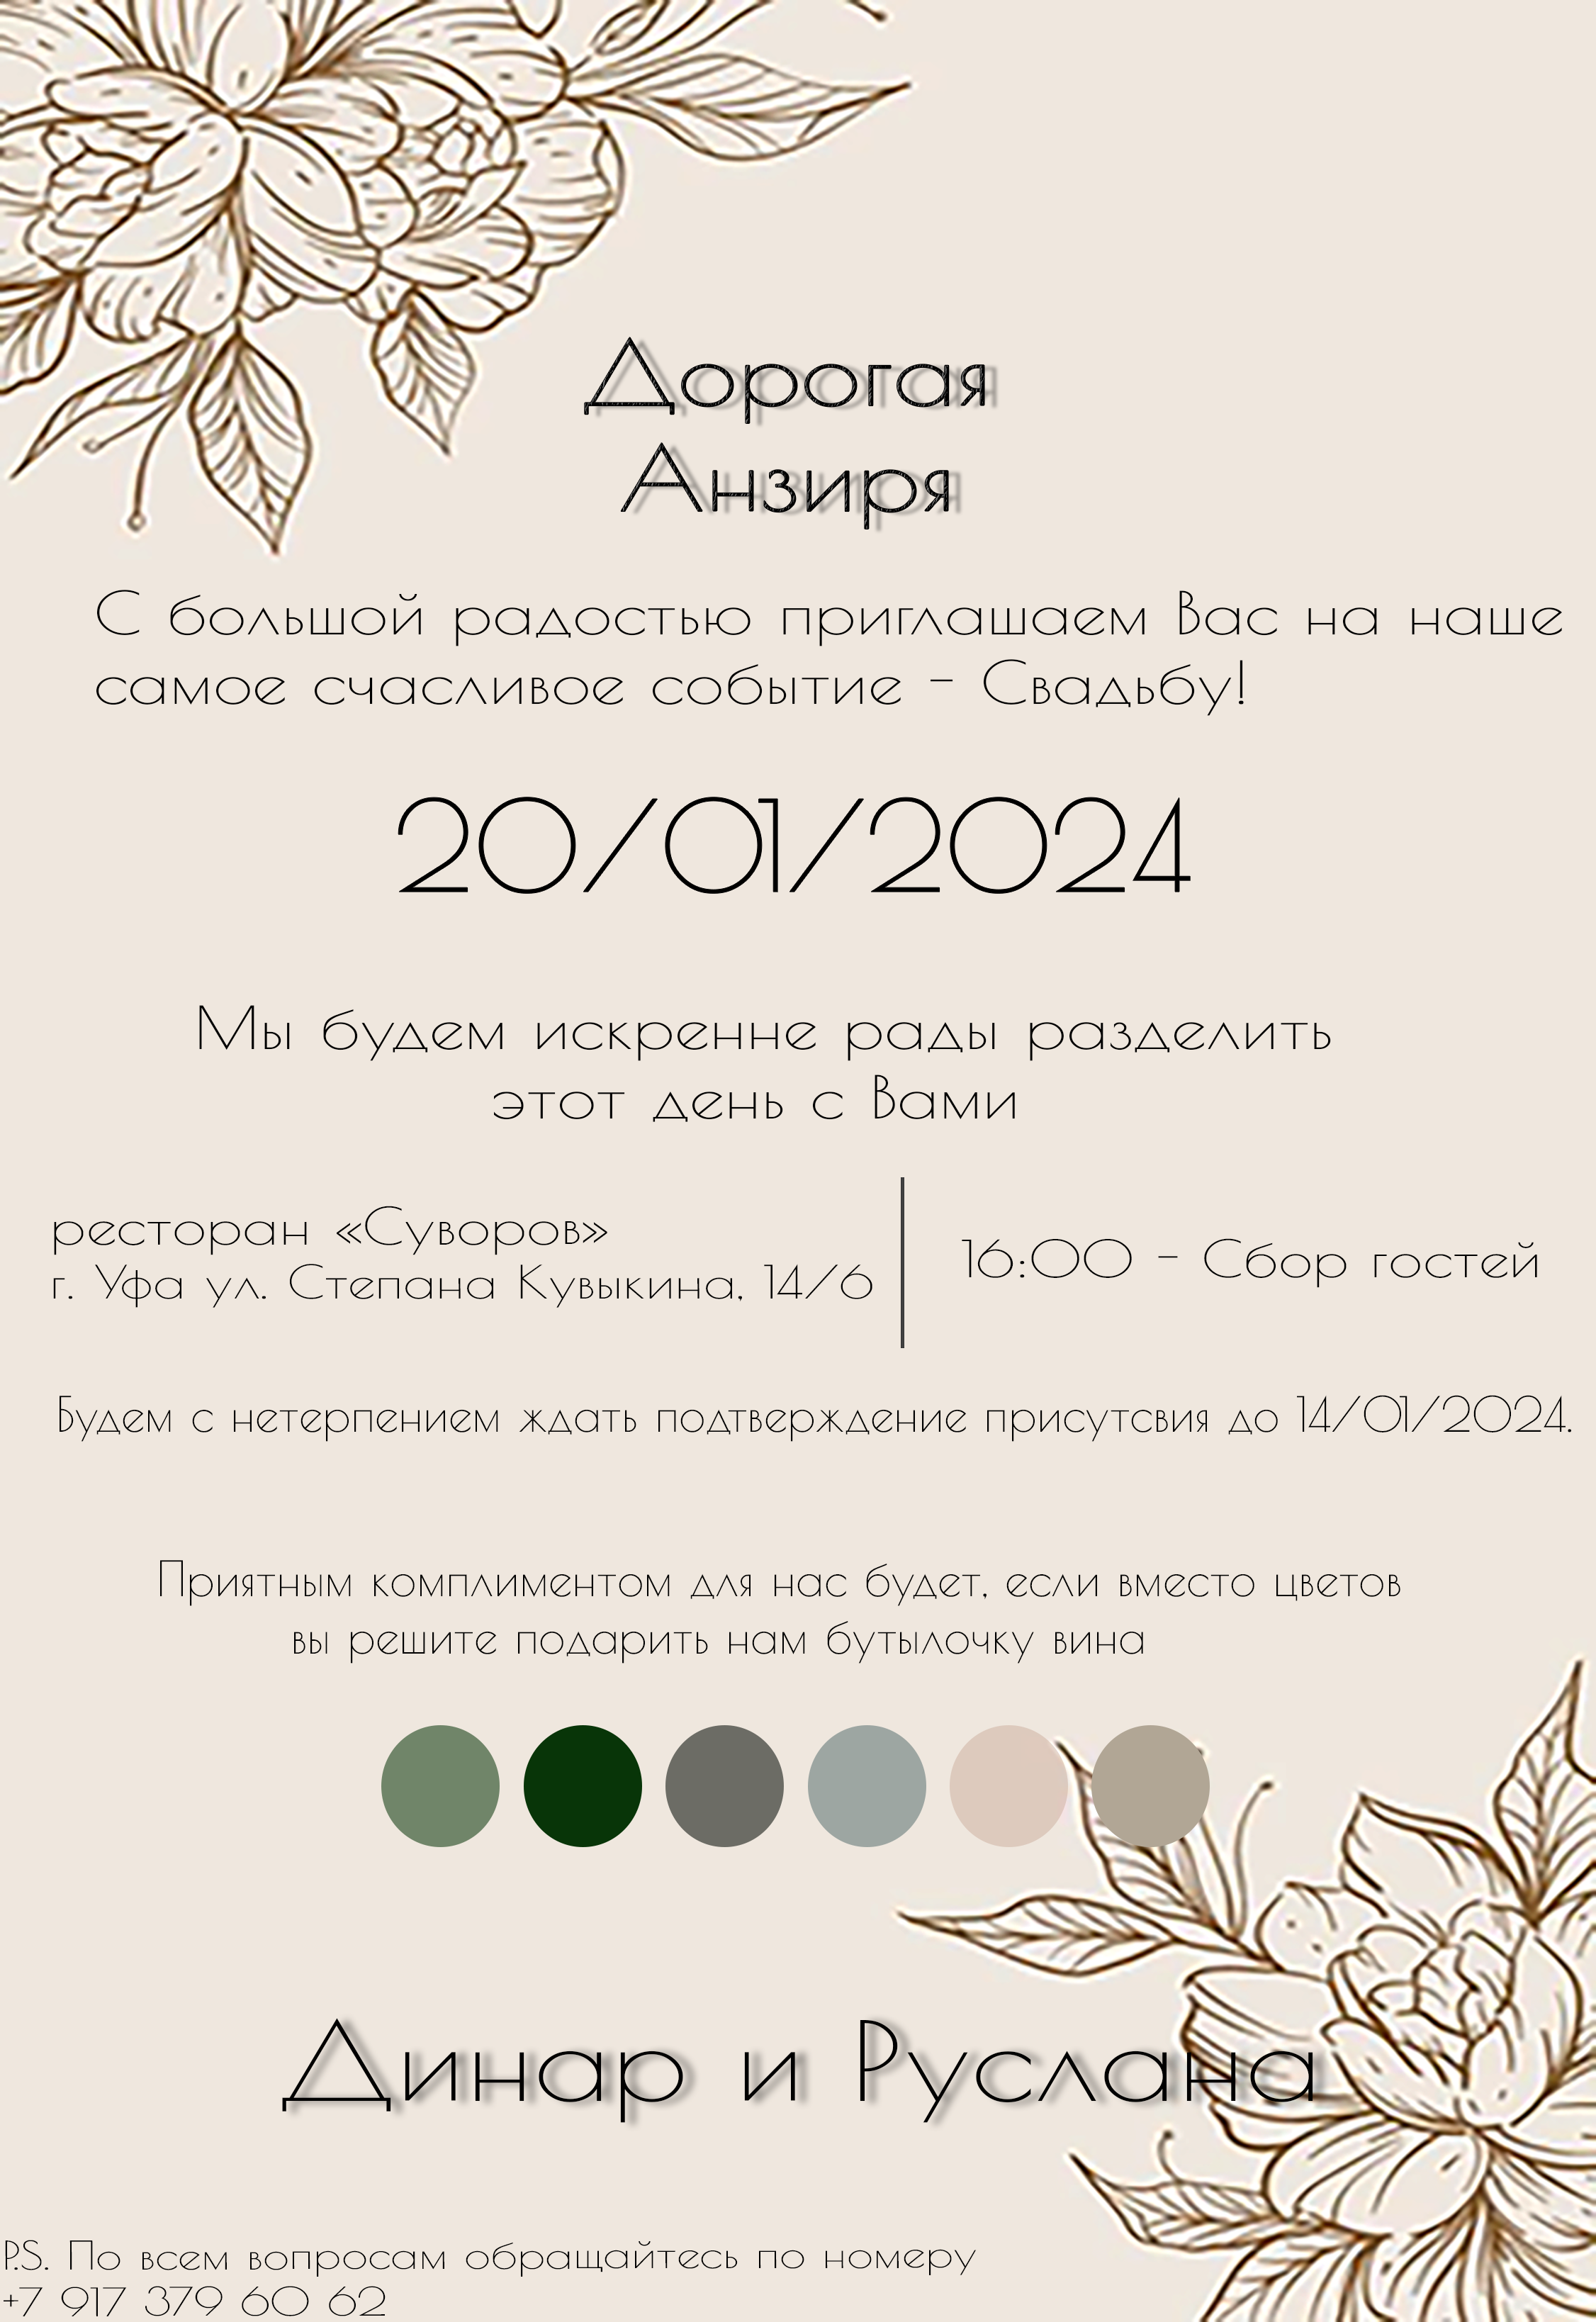 Дорогая
Анзиря
С большой радостью приглашаем Вас на наше
самое счасливое событие - Свадьбу!
20/01/2024
Мы будем искренне рады разделить
этот день с Вами
ресторан «Суворов»
г. Уфа ул. Степана Кувыкина, 14/6
16:00 - Сбор гостей
Будем с нетерпением ждать подтверждение присутсвия до 14/01/2024.
Приятным комплиментом для нас будет, если вместо цветов
вы решите подарить нам бутылочку вина
Динар и Руслана
P.S. По всем вопросам обращайтесь по номеру
+7 917 379 60 62